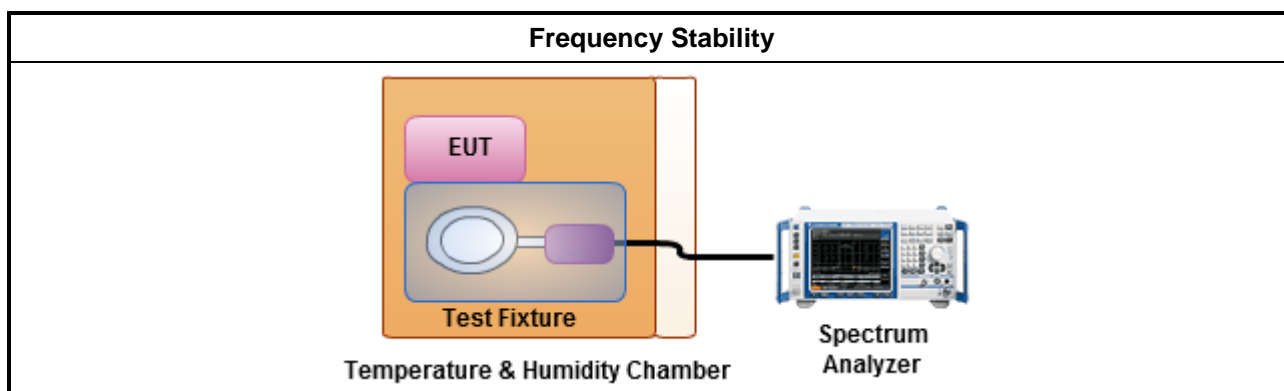 Frequency Stability
EUT
Test Fixture
Temperature & Humidity Chamber
Spectrum
Analyzer